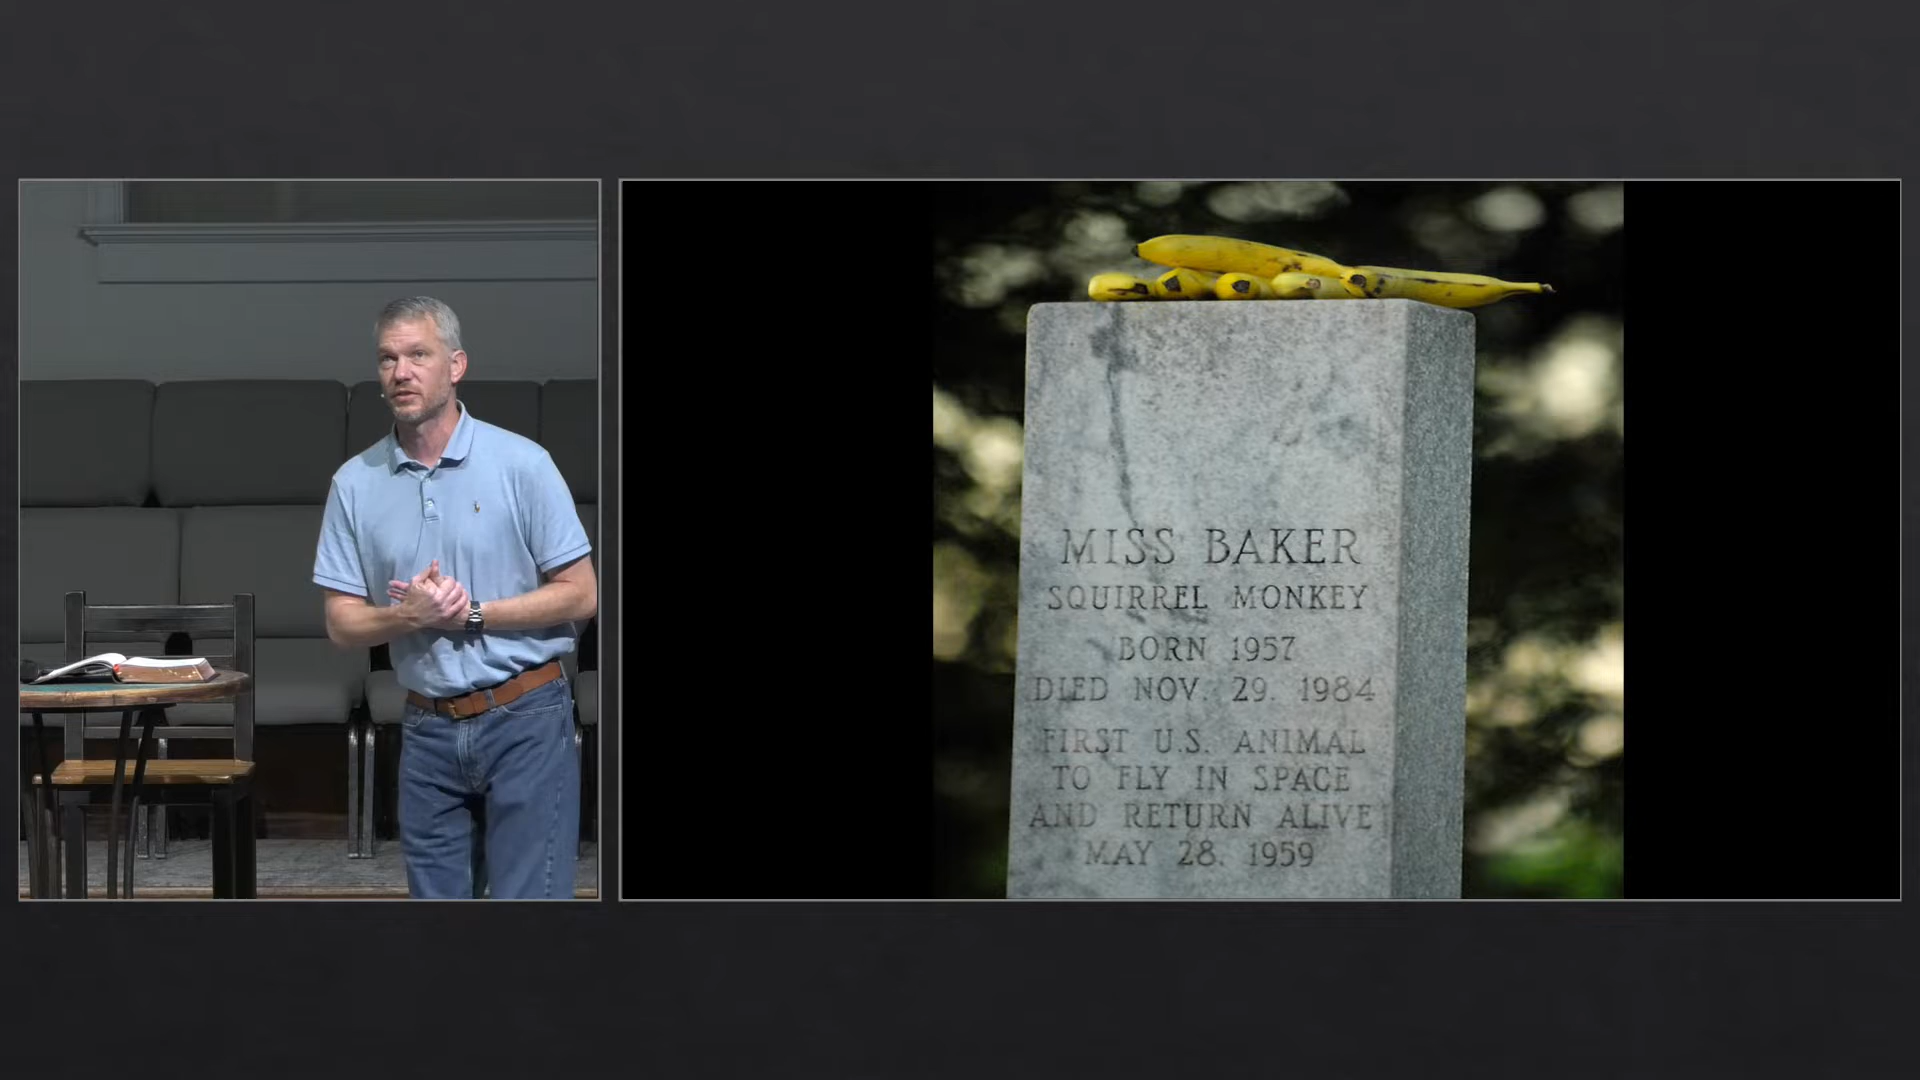 MISS BAKER
SQUIRREL MONKEY
BORN 1957
DIED NOV. 29. 1984
FIRST U.S. ANIMAL
TO FLY IN SPACE
AND RETURN ALIVE
MAY 28. 1959